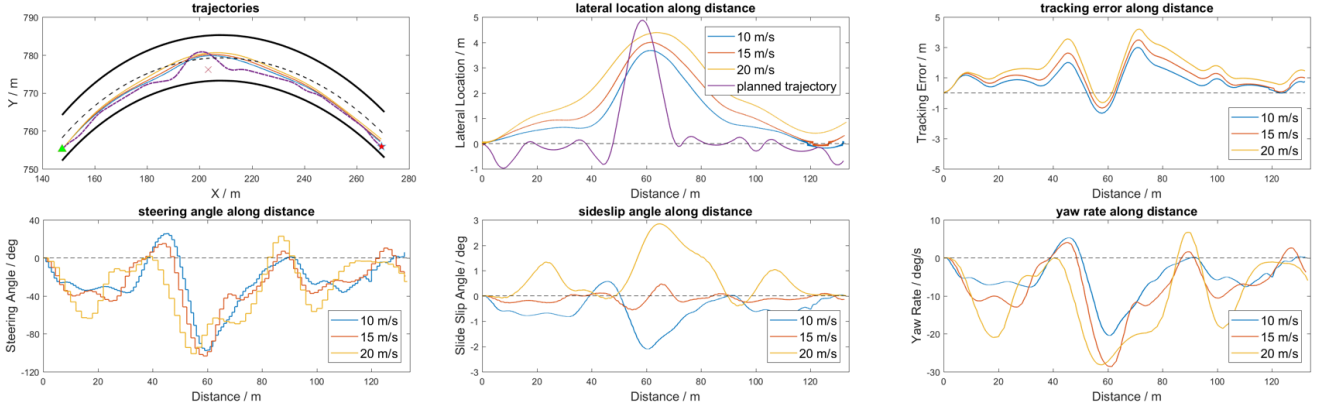 trajectories
790
780
770
760
750
Y / m
140
160
180
200
220
240
260
280
X / m
lateral location along distance
5
4
3
2
1
0
-1
Lateral Location / m
10 m/s
15 m/s
20 m/s
planned trajectory
0
20
40
60
80
100
120
Distance / m
tracking error along distance
5
0
-5
Tracking Error / m
10 m/s
15 m/s
20 m/s
0
20
40
60
80
100
120
Distance / m
steering angle along distance
40
0
-40
-80
-120
Steering Angle / deg
10 m/s
15 m/s
20 m/s
0
20
40
60
80
100
120
Distance / m
sideslip angle along distance
3
2
1
0
-1
-2
-3
Side Slip Angle / deg
10 m/s
15 m/s
20 m/s
0
20
40
60
80
100
120
Distance / m
yaw rate along distance
10
0
-10
-20
-30
Yaw Rate / deg/s
10 m/s
15 m/s
20 m/s
0
20
40
60
80
100
120
Distance / m